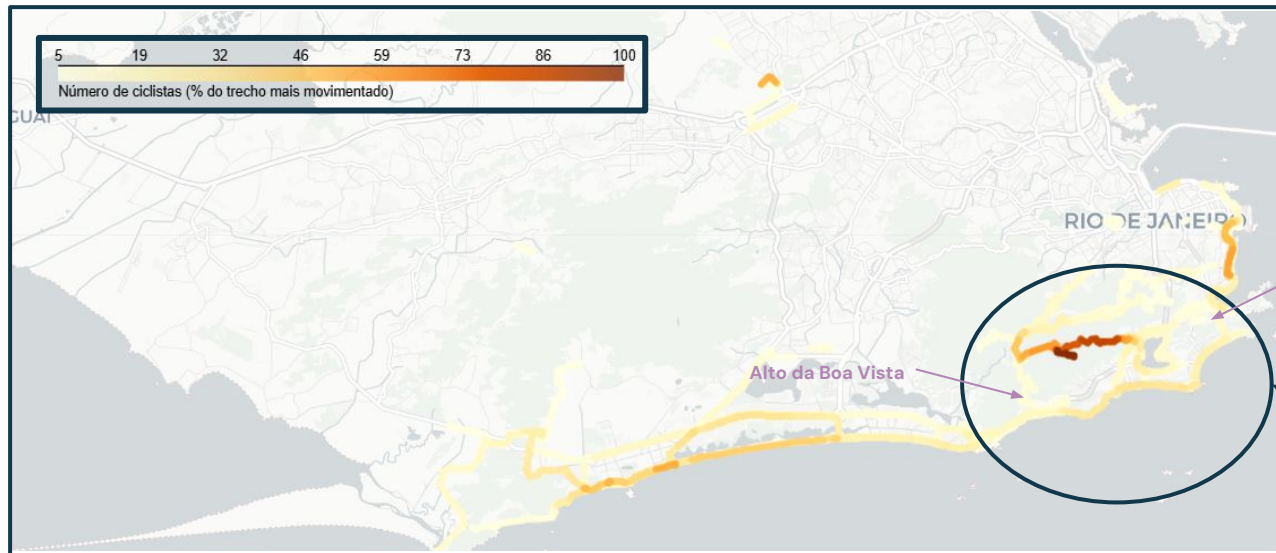 5 19 32 46 59 73 86 100
Número de ciclistas (% do trecho mais movimentado)
GUAÍ
RIO DE JANEIRO
Alto da Boa Vista